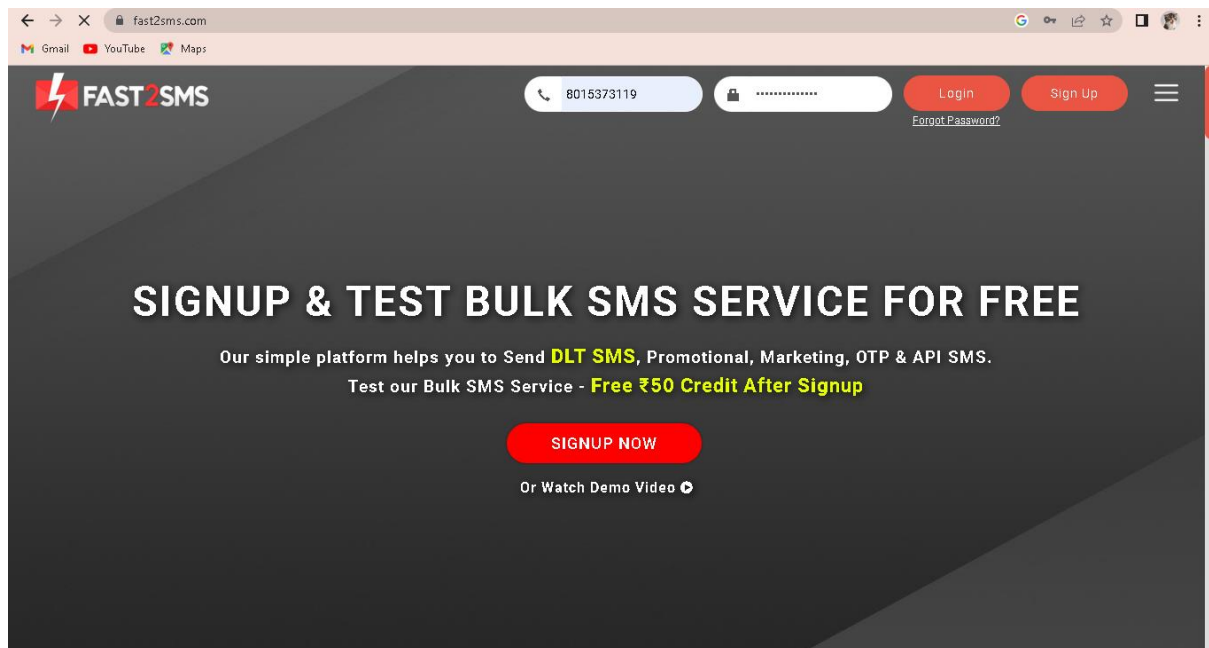 fast2sms.com
Gmail YouTube Maps
FAST2SMS
8015373119 ·············· Login Sign Up
Forgot Password?
SIGNUP & TEST BULK SMS SERVICE FOR FREE
Our simple platform helps you to Send DLT SMS, Promotional, Marketing, OTP & API SMS.
Test our Bulk SMS Service - Free ₹50 Credit After Signup
SIGNUP NOW
Or Watch Demo Video